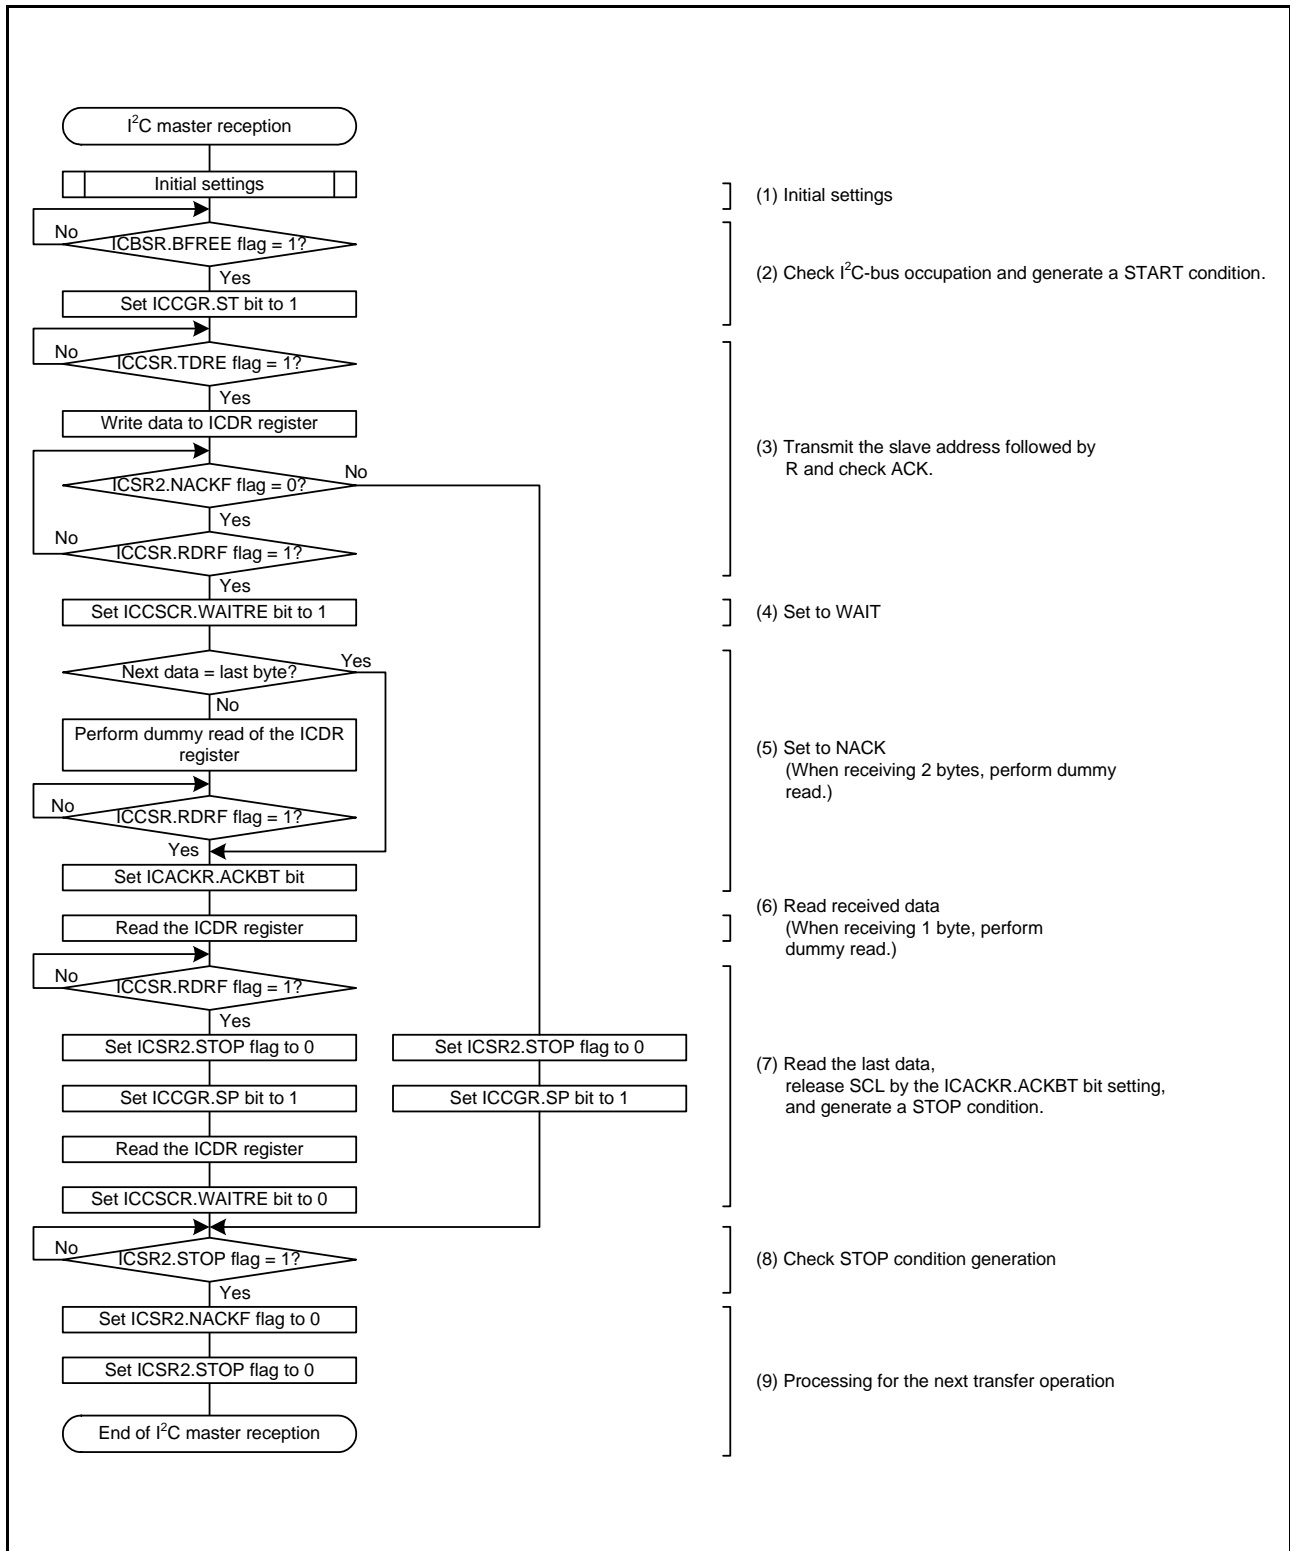 I²C master reception
Initial settings
(1) Initial settings
No
ICBSR.BFREE flag = 1?
Yes
(2) Check I²C-bus occupation and generate a START condition.
Set ICCGR.ST bit to 1
No
ICCSR.TDRE flag = 1?
Yes
Write data to ICDR register
(3) Transmit the slave address followed by
R and check ACK.
ICSR2.NACKF flag = 0?
No
Yes
No
ICCSR.RDRF flag = 1?
Yes
Set ICCSCR.WAITRE bit to 1
(4) Set to WAIT
Next data = last byte?
Yes
No
Perform dummy read of the ICDR
register
(5) Set to NACK
(When receiving 2 bytes, perform dummy
read.)
No
ICCSR.RDRF flag = 1?
Yes
Set ICACKR.ACKBT bit
(6) Read received data
(When receiving 1 byte, perform
dummy read.)
Read the ICDR register
No
ICCSR.RDRF flag = 1?
Yes
Set ICSR2.STOP flag to 0
Set ICSR2.STOP flag to 0
(7) Read the last data,
release SCL by the ICACKR.ACKBT bit setting,
and generate a STOP condition.
Set ICCGR.SP bit to 1
Set ICCGR.SP bit to 1
Read the ICDR register
Set ICCSCR.WAITRE bit to 0
No
ICSR2.STOP flag = 1?
(8) Check STOP condition generation
Yes
Set ICSR2.NACKF flag to 0
Set ICSR2.STOP flag to 0
(9) Processing for the next transfer operation
End of I²C master reception